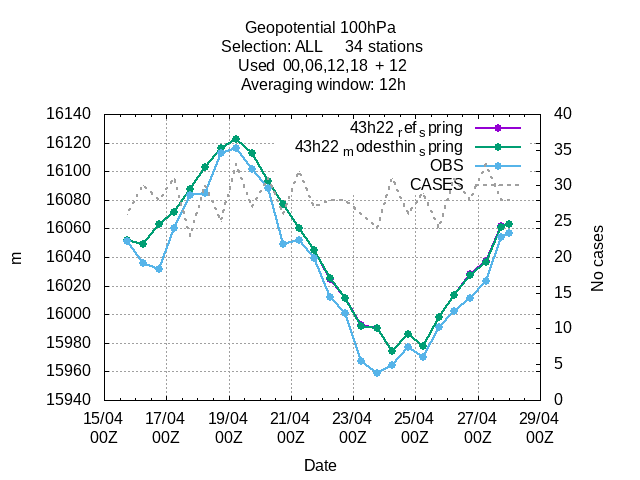 Geopotential 100hPa
Selection: ALL 34 stations
Used 00,06,12,18 + 12
Averaging window: 12h
16140
16120
16100
16080
16060
16040
16020
16000
15980
15960
15940
m
40
35
30
25
20
15
10
5
0
No cases
43h22 ref spring
43h22 modesthin spring
OBS
CASES
15/04 17/04 19/04 21/04 23/04 25/04 27/04 29/04
00Z 00Z 00Z 00Z 00Z 00Z 00Z 00Z
Date